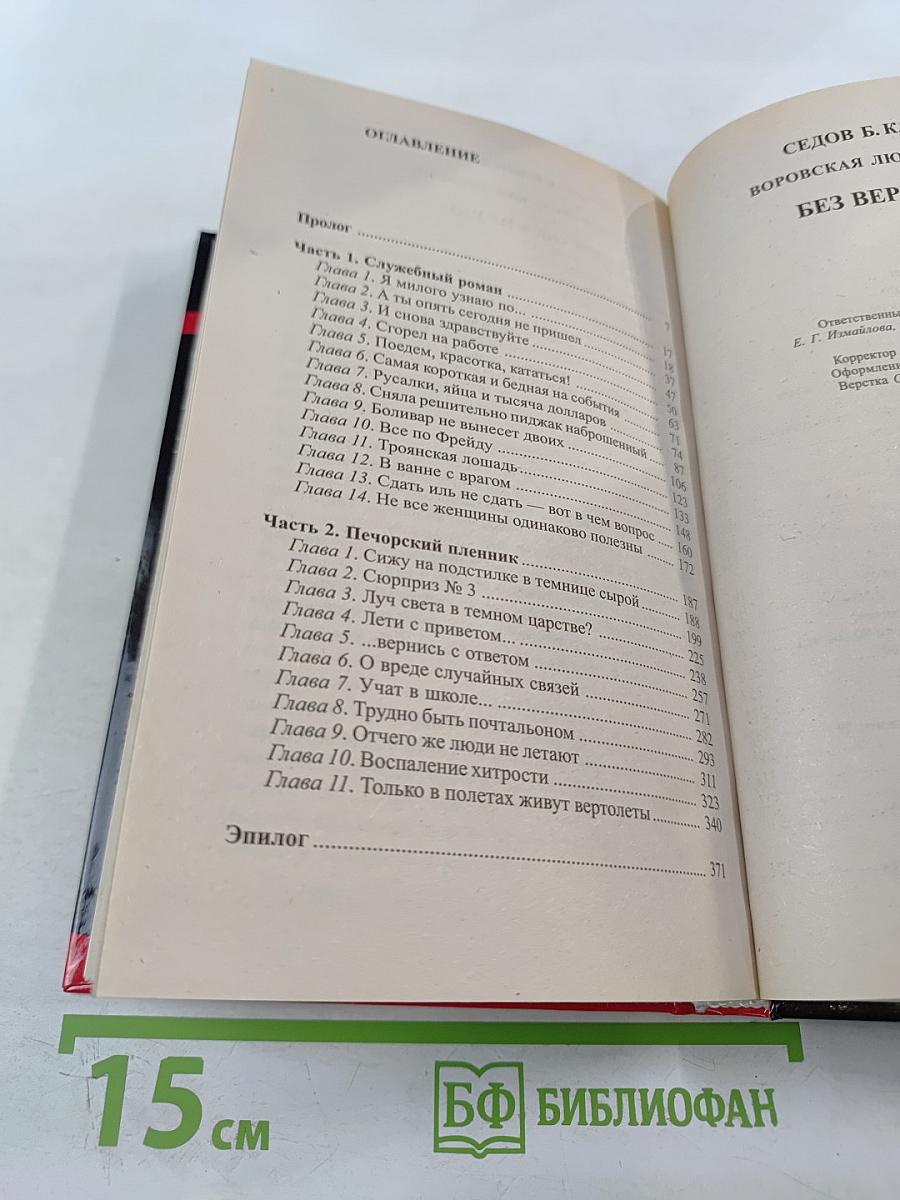 ОГЛАВЛЕНИЕ
Пролог ... 7
Часть 1. Служебный роман ... 17
Глава 1. Я милого узнаю по... ... 18
Глава 2. А ты опять сегодня не пришел ... 37
Глава 3. И снова здравствуйте ... 47
Глава 4. Сгорел на работе ... 50
Глава 5. Поедем, красотка, кататься! ... 63
Глава 6. Самая короткая и бедная на события ... 71
Глава 7. Русалки, яйца и тысяча долларов ... 74
Глава 8. Сняла решительно пиджак наброшенный ... 87
Глава 9. Боливар не вынесет двоих ... 106
Глава 10. Все по Фрейду ... 123
Глава 11. Троянская лошадь ... 133
Глава 12. В ванне с врагом ... 148
Глава 13. Сдать иль не сдать — вот в чем вопрос ... 160
Глава 14. Не все женщины одинаково полезны ... 172
Часть 2. Печорский пленник ... 187
Глава 1. Сижу на подстилке в темнице сырой ... 188
Глава 2. Сюрприз № 3 ... 199
Глава 3. Луч света в темном царстве? ... 225
Глава 4. Лети с приветом... ... 238
Глава 5. ...вернись с ответом ... 257
Глава 6. О вреде случайных связей ... 271
Глава 7. Учат в школе... ... 282
Глава 8. Трудно быть почтальоном ... 293
Глава 9. Отчего же люди не летают ... 311
Глава 10. Воспаление хитрости ... 323
Глава 11. Только в полетах живут вертолеты ... 340
Эпилог ... 371
СЕДОВ Б. К
ВОРОВСКАЯ ЛЮ
БЕЗ ВЕР
Ответственны
Е. Г. Измайлова,
Корректор
Оформлени
Верстка С
15 см
БФ БИБЛИОФАН